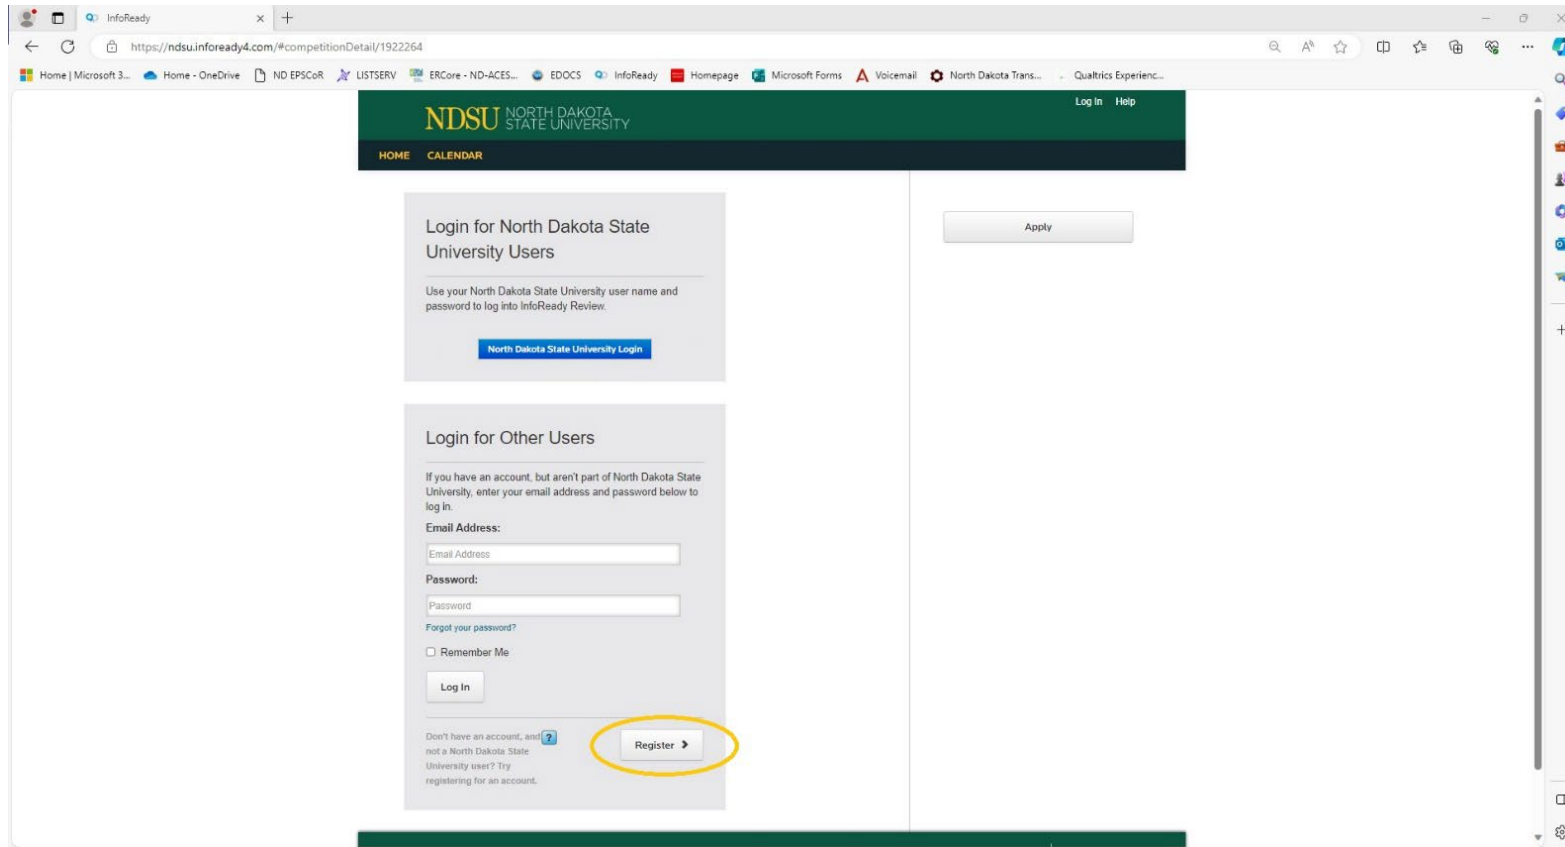 InfoReady
https://ndsu.infoready4.com/#competitionDetail/1922264
Home | Microsoft 3... Home - OneDrive ND EPSCoR LISTSERV ERCore - ND-ACES... EDOCS InfoReady Homepage Microsoft Forms Voicemail North Dakota Trans... Qualtrics Experienc...
Log In Help
NDSU NORTH DAKOTA
STATE UNIVERSITY
HOME CALENDAR
Login for North Dakota State
University Users
Use your North Dakota State University user name and
password to log into InfoReady Review.
North Dakota State University Login
Apply
Login for Other Users
If you have an account, but aren't part of North Dakota State
University, enter your email address and password below to
log in.
Email Address:
Email Address
Password:
Password
Forgot your password?
Remember Me
Log In
Don't have an account, and ?
not a North Dakota State
University user? Try
registering for an account.
Register